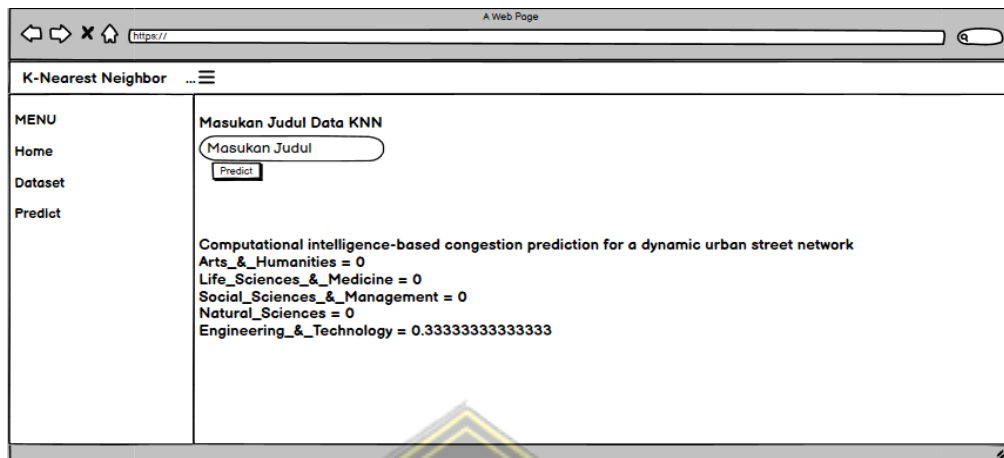 A Web Page
https://
K-Nearest Neighbor ...
MENU
Home
Dataset
Predict
Masukan Judul Data KNN
Masukan Judul
Predict
Computational intelligence-based congestion prediction for a dynamic urban street network
Arts_&_Humanities = 0
Life_Sciences_&_Medicine = 0
Social_Sciences_&_Management = 0
Natural_Sciences = 0
Engineering_&_Technology = 0.33333333333333